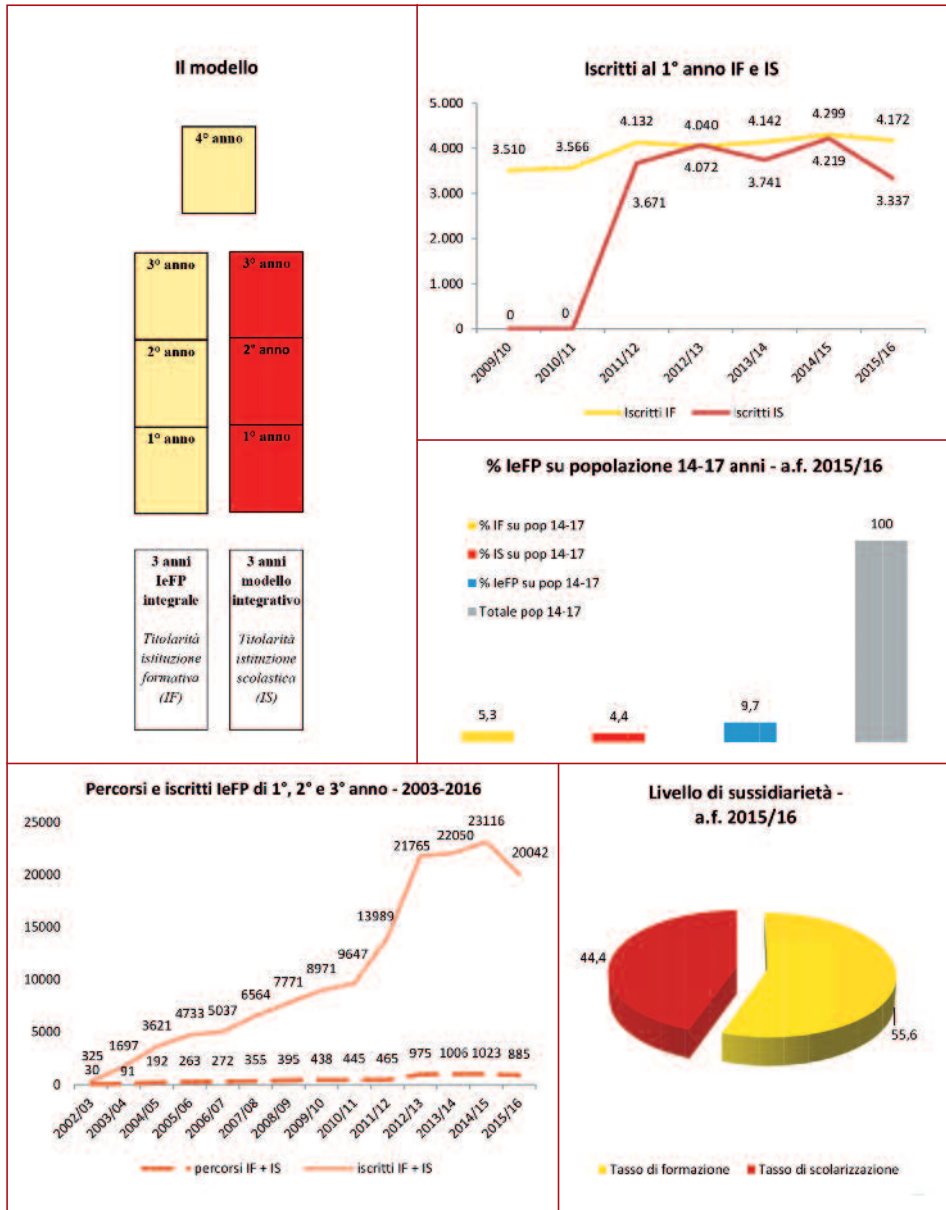 Il modello
4° anno
3° anno
3° anno
2° anno
2° anno
1° anno
1° anno
3 anni
IeFP
integrale
Titolarità
istituzione
formativa
(IF)
3 anni
modello
integrativo
Titolarità
istituzione
scolastica
(IS)
Iscritti al 1° anno IF e IS
5.000
4.000
3.000
2.000
1.000
0
3.510
3.566
4.132
4.040
4.142
4.299
4.172
0
0
3.671
4.072
3.741
4.219
3.337
2009/10
2010/11
2011/12
2012/13
2013/14
2014/15
2015/16
Iscritti IF
Iscritti IS
% IeFP su popolazione 14-17 anni - a.f. 2015/16
% IF su pop 14-17
% IS su pop 14-17
% IeFP su pop 14-17
Totale pop 14-17
5,3
4,4
9,7
100
Percorsi e iscritti IeFP di 1°, 2° e 3° anno - 2003-2016
25000
20000
15000
10000
5000
0
325
1697
3621
4733
5037
6564
7771
8971
9647
13989
21765
22050
23116
20042
30
91
192
263
272
355
395
438
445
465
975
1006
1023
885
2002/03
2003/04
2004/05
2005/06
2006/07
2007/08
2008/09
2009/10
2010/11
2011/12
2012/13
2013/14
2014/15
2015/16
percorsi IF + IS
iscritti IF + IS
Livello di sussidiarietà -
a.f. 2015/16
44,4
55,6
Tasso di formazione
Tasso di scolarizzazione